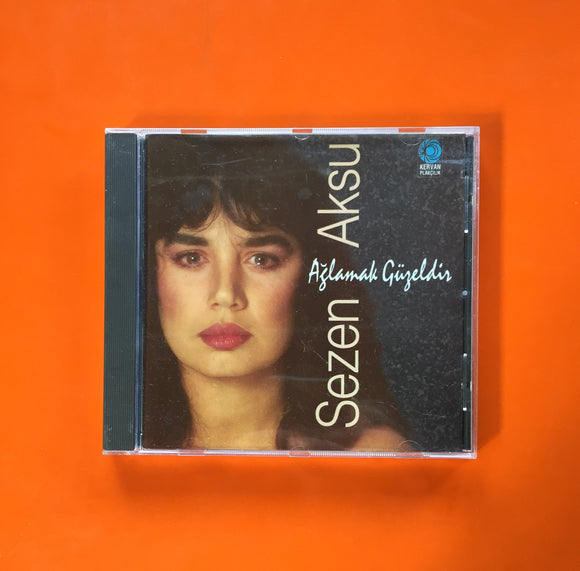 Sezen Aksu
Ağlamak Güzeldir
KERVAN
PLAKÇILIK